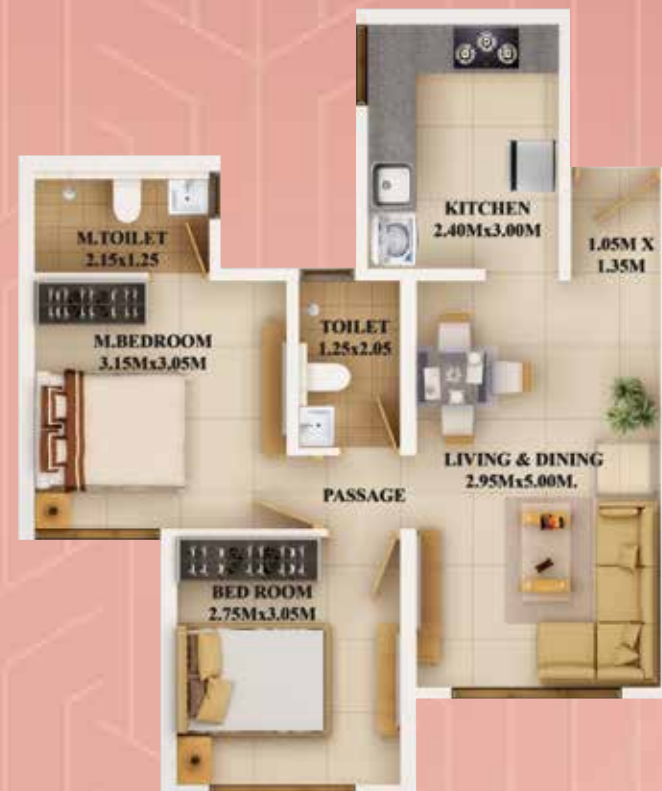 KITCHEN
2.40Mx3.00M
1.05M X
1.35M
M.TOILET
2.15x1.25
M.BEDROOM
3.15Mx3.05M
TOILET
1.25x2.05
LIVING & DINING
2.95Mx5.00M.
PASSAGE
BED ROOM
2.75Mx3.05M